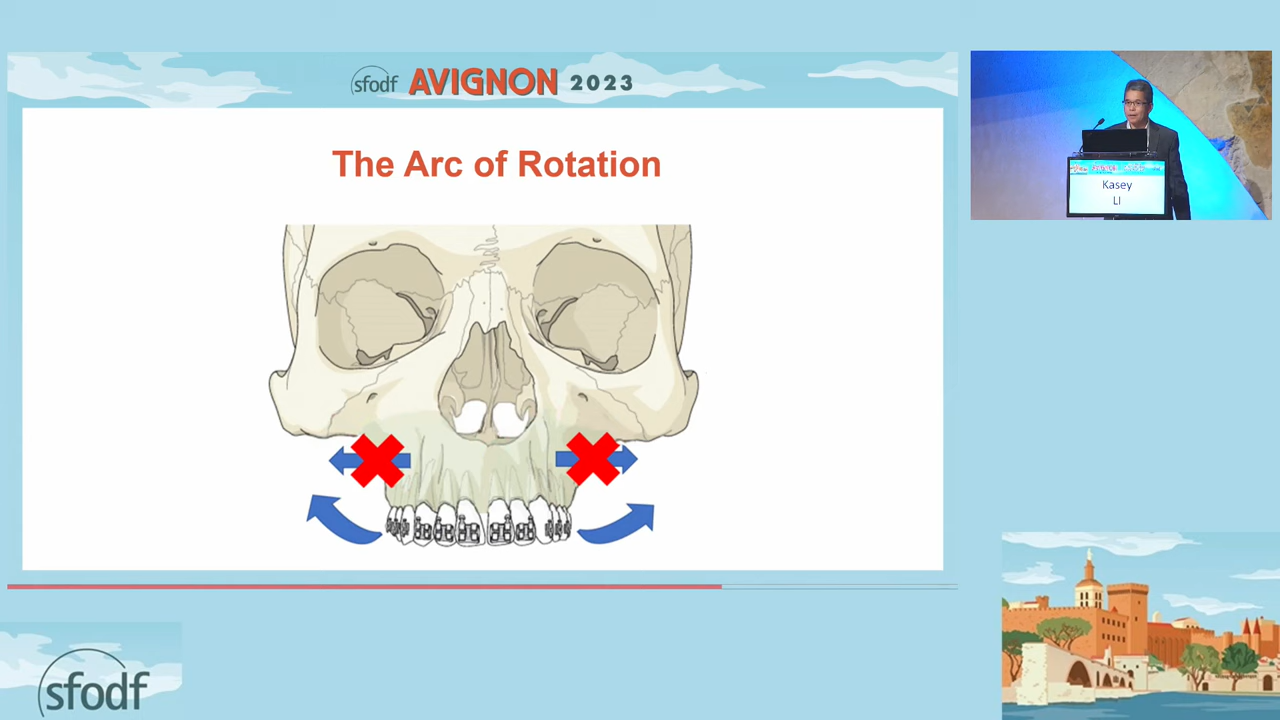 sfodf AVIGNON 2023
The Arc of Rotation
Kasey
LI
sfodf